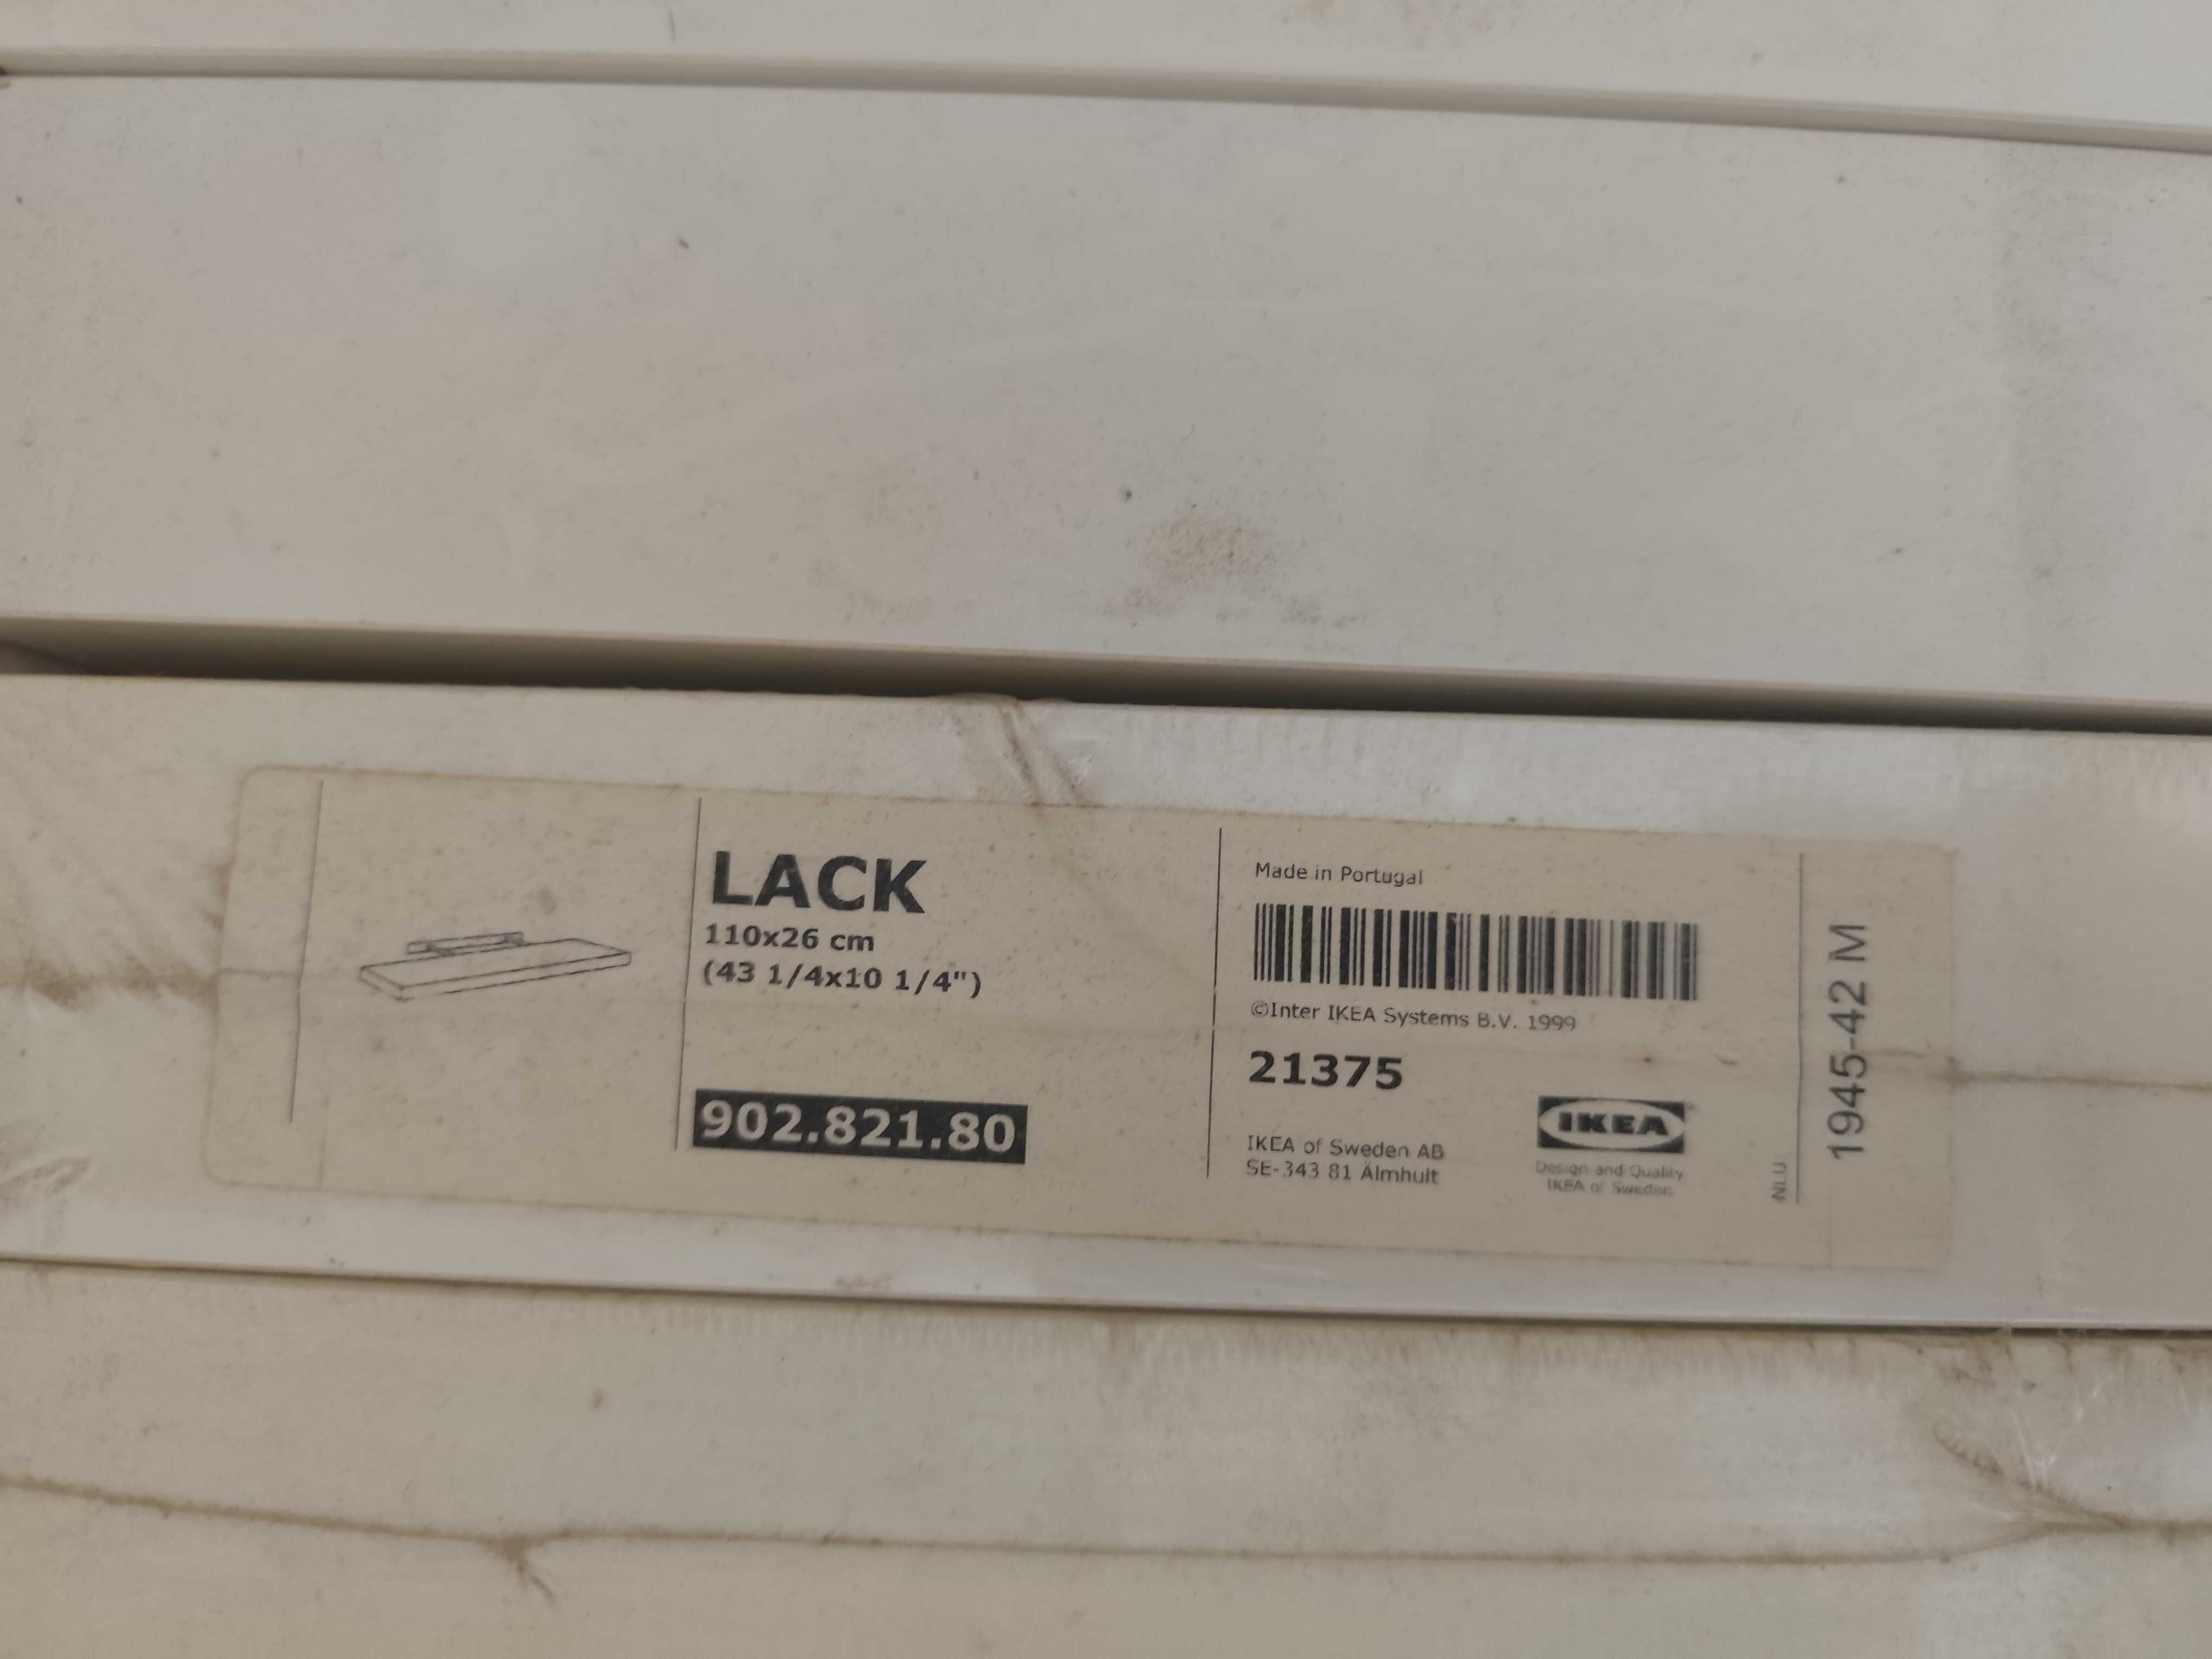 LACK
110x26 cm
(43 1/4x10 1/4")
902.821.80
Made in Portugal
©Inter IKEA Systems B.V. 1999
21375
IKEA of Sweden AB
SE-343 81 Älmhult
IKEA
Design and Quality
IKEA of Sweden
NLU
1945-42 M